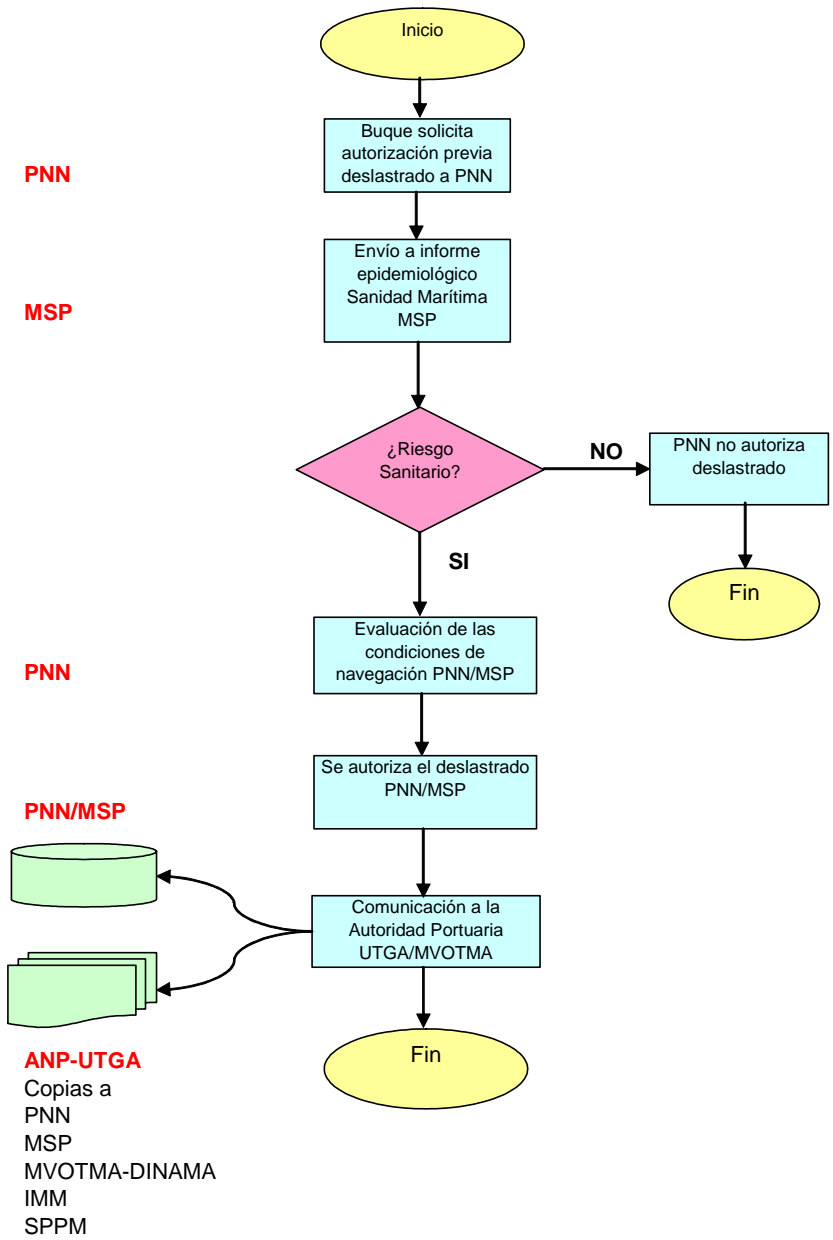 Inicio
Buque solicita
autorización previa
deslastrado a PNN
PNN
Envío a informe
epidemiológico
Sanidad Marítima
MSP
MSP
¿Riesgo
Sanitario?
NO
PNN no autoriza
deslastrado
SI
Fin
Evaluación de las
condiciones de
navegación PNN/MSP
PNN
Se autoriza el deslastrado
PNN/MSP
PNN/MSP
Comunicación a la
Autoridad Portuaria
UTGA/MVOTMA
Fin
ANP-UTGA
Copias a
PNN
MSP
MVOTMA-DINAMA
IMM
SPPM